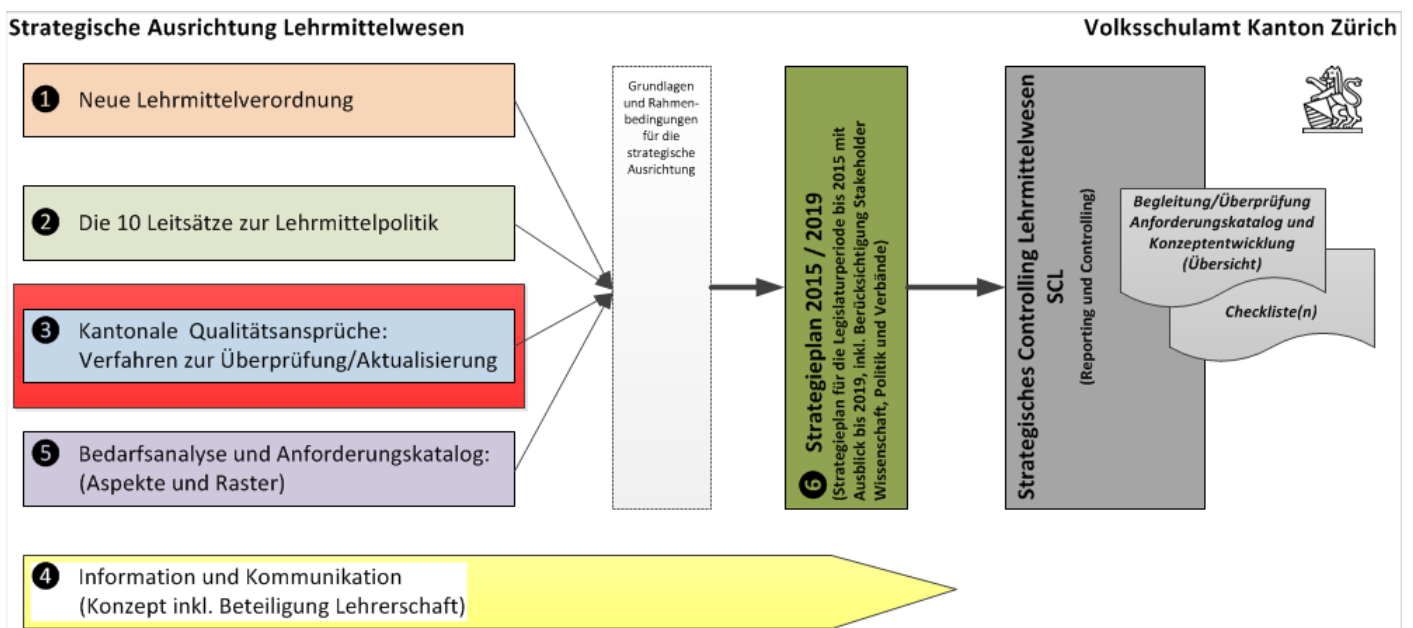 Strategische Ausrichtung Lehrmittelwesen
Volksschulamt Kanton Zürich
❶ Neue Lehrmittelverordnung
❷ Die 10 Leitsätze zur Lehrmittelpolitik
❸ Kantonale Qualitätsansprüche:
Verfahren zur Überprüfung/Aktualisierung
❺ Bedarfsanalyse und Anforderungskatalog:
(Aspekte und Raster)
❹ Information und Kommunikation
(Konzept inkl. Beteiligung Lehrerschaft)
Grundlagen
und Rahmen-
bedingungen
für die
strategische
Ausrichtung
❻ Strategieplan 2015 / 2019
(Strategieplan für die Legislaturperiode bis 2015 mit
Ausblick bis 2019, inkl. Berücksichtigung Stakeholder
Wissenschaft, Politik und Verbände)
Strategisches Controlling Lehrmittelwesen
SCL
(Reporting und Controlling)
Begleitung/Überprüfung
Anforderungskatalog und
Konzeptentwicklung
(Übersicht)
Checkliste(n)